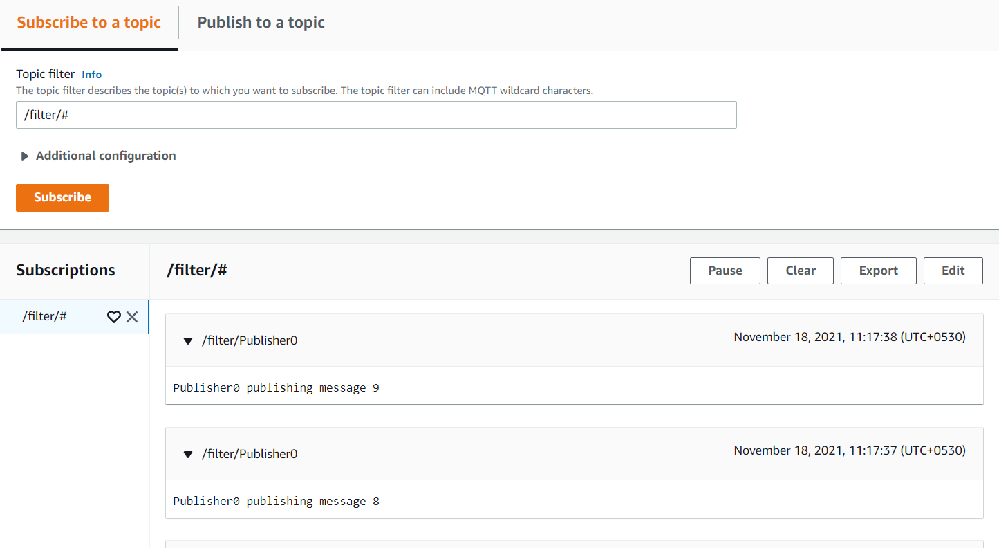 Subscribe to a topic
Publish to a topic
Topic filter Info
The topic filter describes the topic(s) to which you want to subscribe. The topic filter can include MQTT wildcard characters.
/filter/#
Additional configuration
Subscribe
Subscriptions
/filter/#
/filter/#
Pause
Clear
Export
Edit
/filter/Publisher0
November 18, 2021, 11:17:38 (UTC+0530)
Publisher0 publishing message 9
/filter/Publisher0
November 18, 2021, 11:17:37 (UTC+0530)
Publisher0 publishing message 8